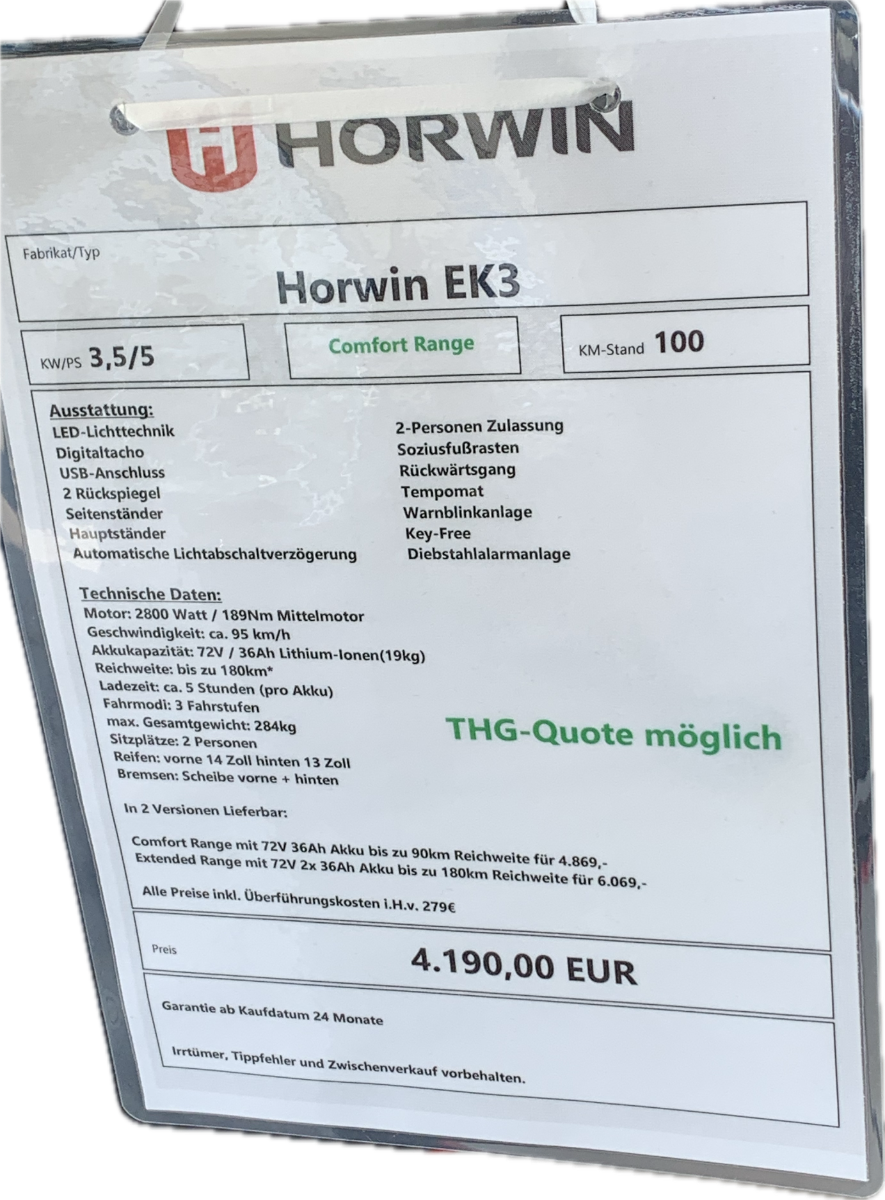 HORWIN
Fabrikat/Typ
Horwin EK3
KW/PS 3,5/5
Comfort Range
KM-Stand 100
Ausstattung:
LED-Lichttechnik
Digitaltacho
USB-Anschluss
2 Rückspiegel
Seitenständer
Hauptständer
Automatische Lichtabschaltverzögerung
2-Personen Zulassung
Soziusfußrasten
Rückwärtsgang
Tempomat
Warnblinkanlage
Key-Free
Diebstahlalarmanlage
Technische Daten:
Motor: 2800 Watt / 189Nm Mittelmotor
Geschwindigkeit: ca. 95 km/h
Akkukapazität: 72V / 36Ah Lithium-Ionen(19kg)
Reichweite: bis zu 180km*
Ladezeit: ca. 5 Stunden (pro Akku)
Fahrmodi: 3 Fahrstufen
max. Gesamtgewicht: 284kg
Sitzplätze: 2 Personen
Reifen: vorne 14 Zoll hinten 13 Zoll
Bremsen: Scheibe vorne + hinten
THG-Quote möglich
In 2 Versionen Lieferbar:
Comfort Range mit 72V 36Ah Akku bis zu 90km Reichweite für 4.869,-
Extended Range mit 72V 2x 36Ah Akku bis zu 180km Reichweite für 6.069,-
Alle Preise inkl. Überführungskosten i.H.v. 279€
Preis
4.190,00 EUR
Garantie ab Kaufdatum 24 Monate
Irrtümer, Tippfehler und Zwischenverkauf vorbehalten.